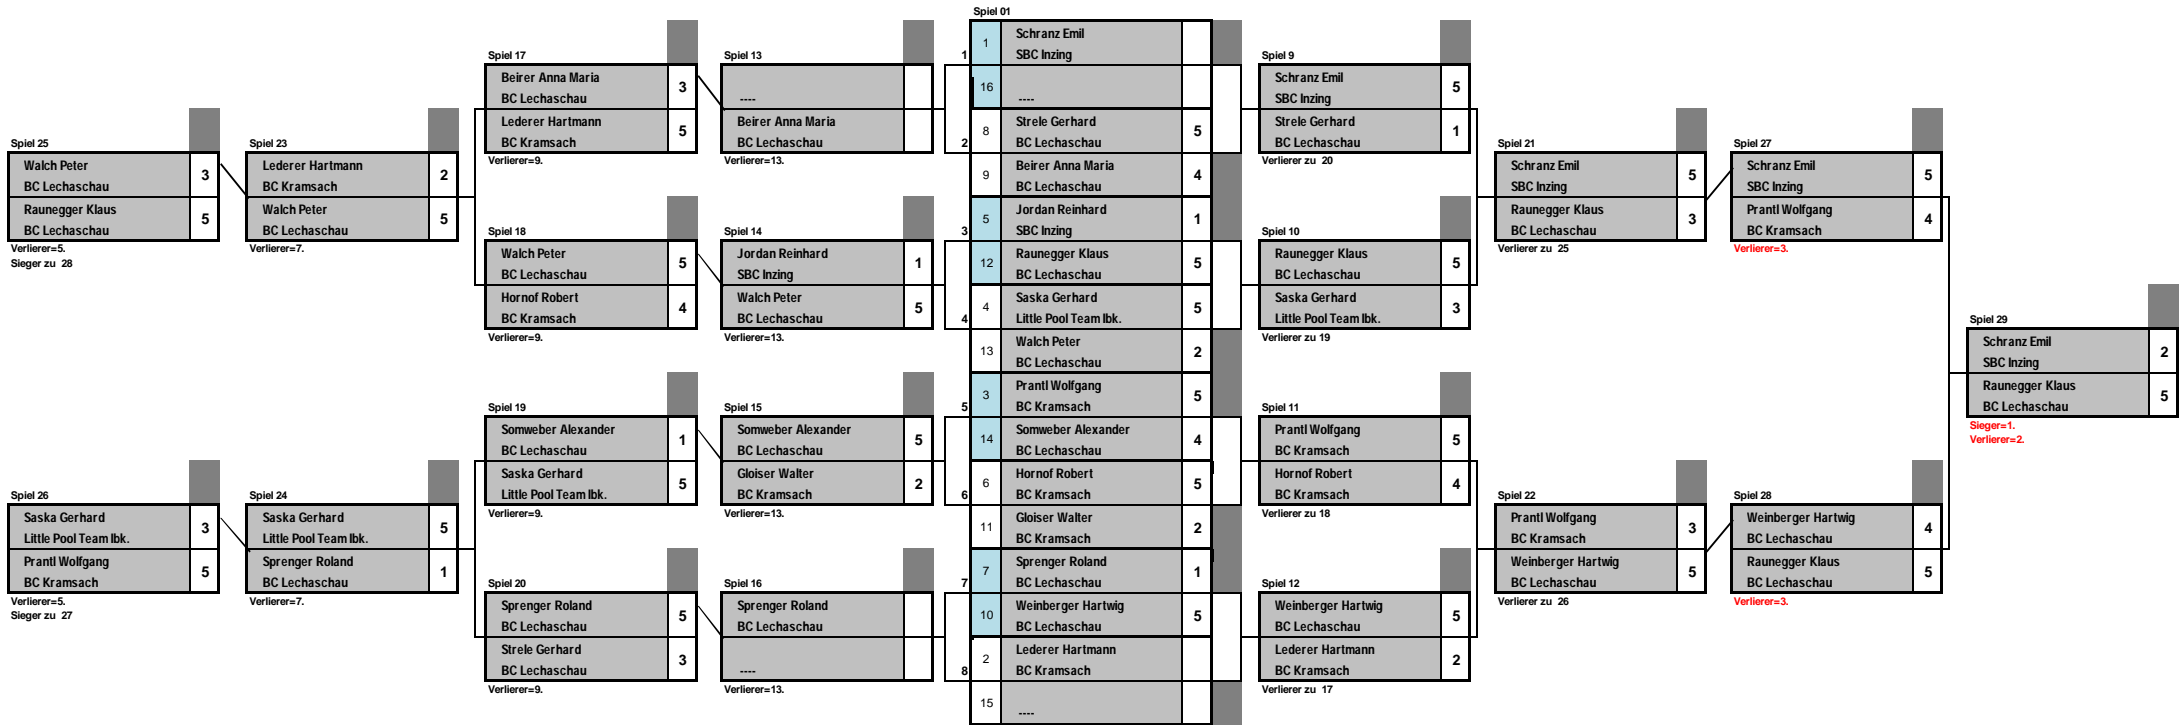 Spiel 25
Walch Peter
BC Lechaschau
3
Raunegger Klaus
BC Lechaschau
5
Verlierer=5.
Sieger zu 28
Spiel 26
Saska Gerhard
Little Pool Team Ibk.
3
Prantl Wolfgang
BC Kramsach
5
Verlierer=5.
Sieger zu 27
Spiel 23
Lederer Hartmann
BC Kramsach
2
Walch Peter
BC Lechaschau
5
Verlierer=7.
Spiel 24
Saska Gerhard
Little Pool Team Ibk.
5
Sprenger Roland
BC Lechaschau
1
Verlierer=7.
Spiel 17
Beirer Anna Maria
BC Lechaschau
3
Lederer Hartmann
BC Kramsach
5
Verlierer=9.
Spiel 18
Walch Peter
BC Lechaschau
5
Hornof Robert
BC Kramsach
4
Verlierer=9.
Spiel 19
Somweber Alexander
BC Lechaschau
1
Saska Gerhard
Little Pool Team Ibk.
5
Verlierer=9.
Spiel 20
Sprenger Roland
BC Lechaschau
5
Strele Gerhard
BC Lechaschau
3
Verlierer=9.
Spiel 13
----
Beirer Anna Maria
BC Lechaschau
Verlierer=13.
Spiel 14
Jordan Reinhard
SBC Inzing
1
Walch Peter
BC Lechaschau
5
Verlierer=13.
Spiel 15
Somweber Alexander
BC Lechaschau
5
Gloiser Walter
BC Kramsach
2
Verlierer=13.
Spiel 16
Sprenger Roland
BC Lechaschau
----
Verlierer=13.
Spiel 01
1
1
Schranz Emil
SBC Inzing
16
----
2
8
Strele Gerhard
BC Lechaschau
5
9
Beirer Anna Maria
BC Lechaschau
4
3
5
Jordan Reinhard
SBC Inzing
1
12
Raunegger Klaus
BC Lechaschau
5
4
4
Saska Gerhard
Little Pool Team Ibk.
5
13
Walch Peter
BC Lechaschau
2
5
3
Prantl Wolfgang
BC Kramsach
5
14
Somweber Alexander
BC Lechaschau
4
6
6
Hornof Robert
BC Kramsach
5
11
Gloiser Walter
BC Kramsach
2
7
7
Sprenger Roland
BC Lechaschau
1
10
Weinberger Hartwig
BC Lechaschau
5
8
2
Lederer Hartmann
BC Kramsach
15
----
Spiel 9
Schranz Emil
SBC Inzing
5
Strele Gerhard
BC Lechaschau
1
Verlierer zu 20
Spiel 10
Raunegger Klaus
BC Lechaschau
5
Saska Gerhard
Little Pool Team Ibk.
3
Verlierer zu 19
Spiel 11
Prantl Wolfgang
BC Kramsach
5
Hornof Robert
BC Kramsach
4
Verlierer zu 18
Spiel 12
Weinberger Hartwig
BC Lechaschau
5
Lederer Hartmann
BC Kramsach
2
Verlierer zu 17
Spiel 21
Schranz Emil
SBC Inzing
5
Raunegger Klaus
BC Lechaschau
3
Verlierer zu 25
Spiel 22
Prantl Wolfgang
BC Kramsach
3
Weinberger Hartwig
BC Lechaschau
5
Verlierer zu 26
Spiel 27
Schranz Emil
SBC Inzing
5
Prantl Wolfgang
BC Kramsach
4
Verlierer=3.
Spiel 28
Weinberger Hartwig
BC Lechaschau
4
Raunegger Klaus
BC Lechaschau
5
Verlierer=3.
Spiel 29
Schranz Emil
SBC Inzing
2
Raunegger Klaus
BC Lechaschau
5
Sieger=1.
Verlierer=2.